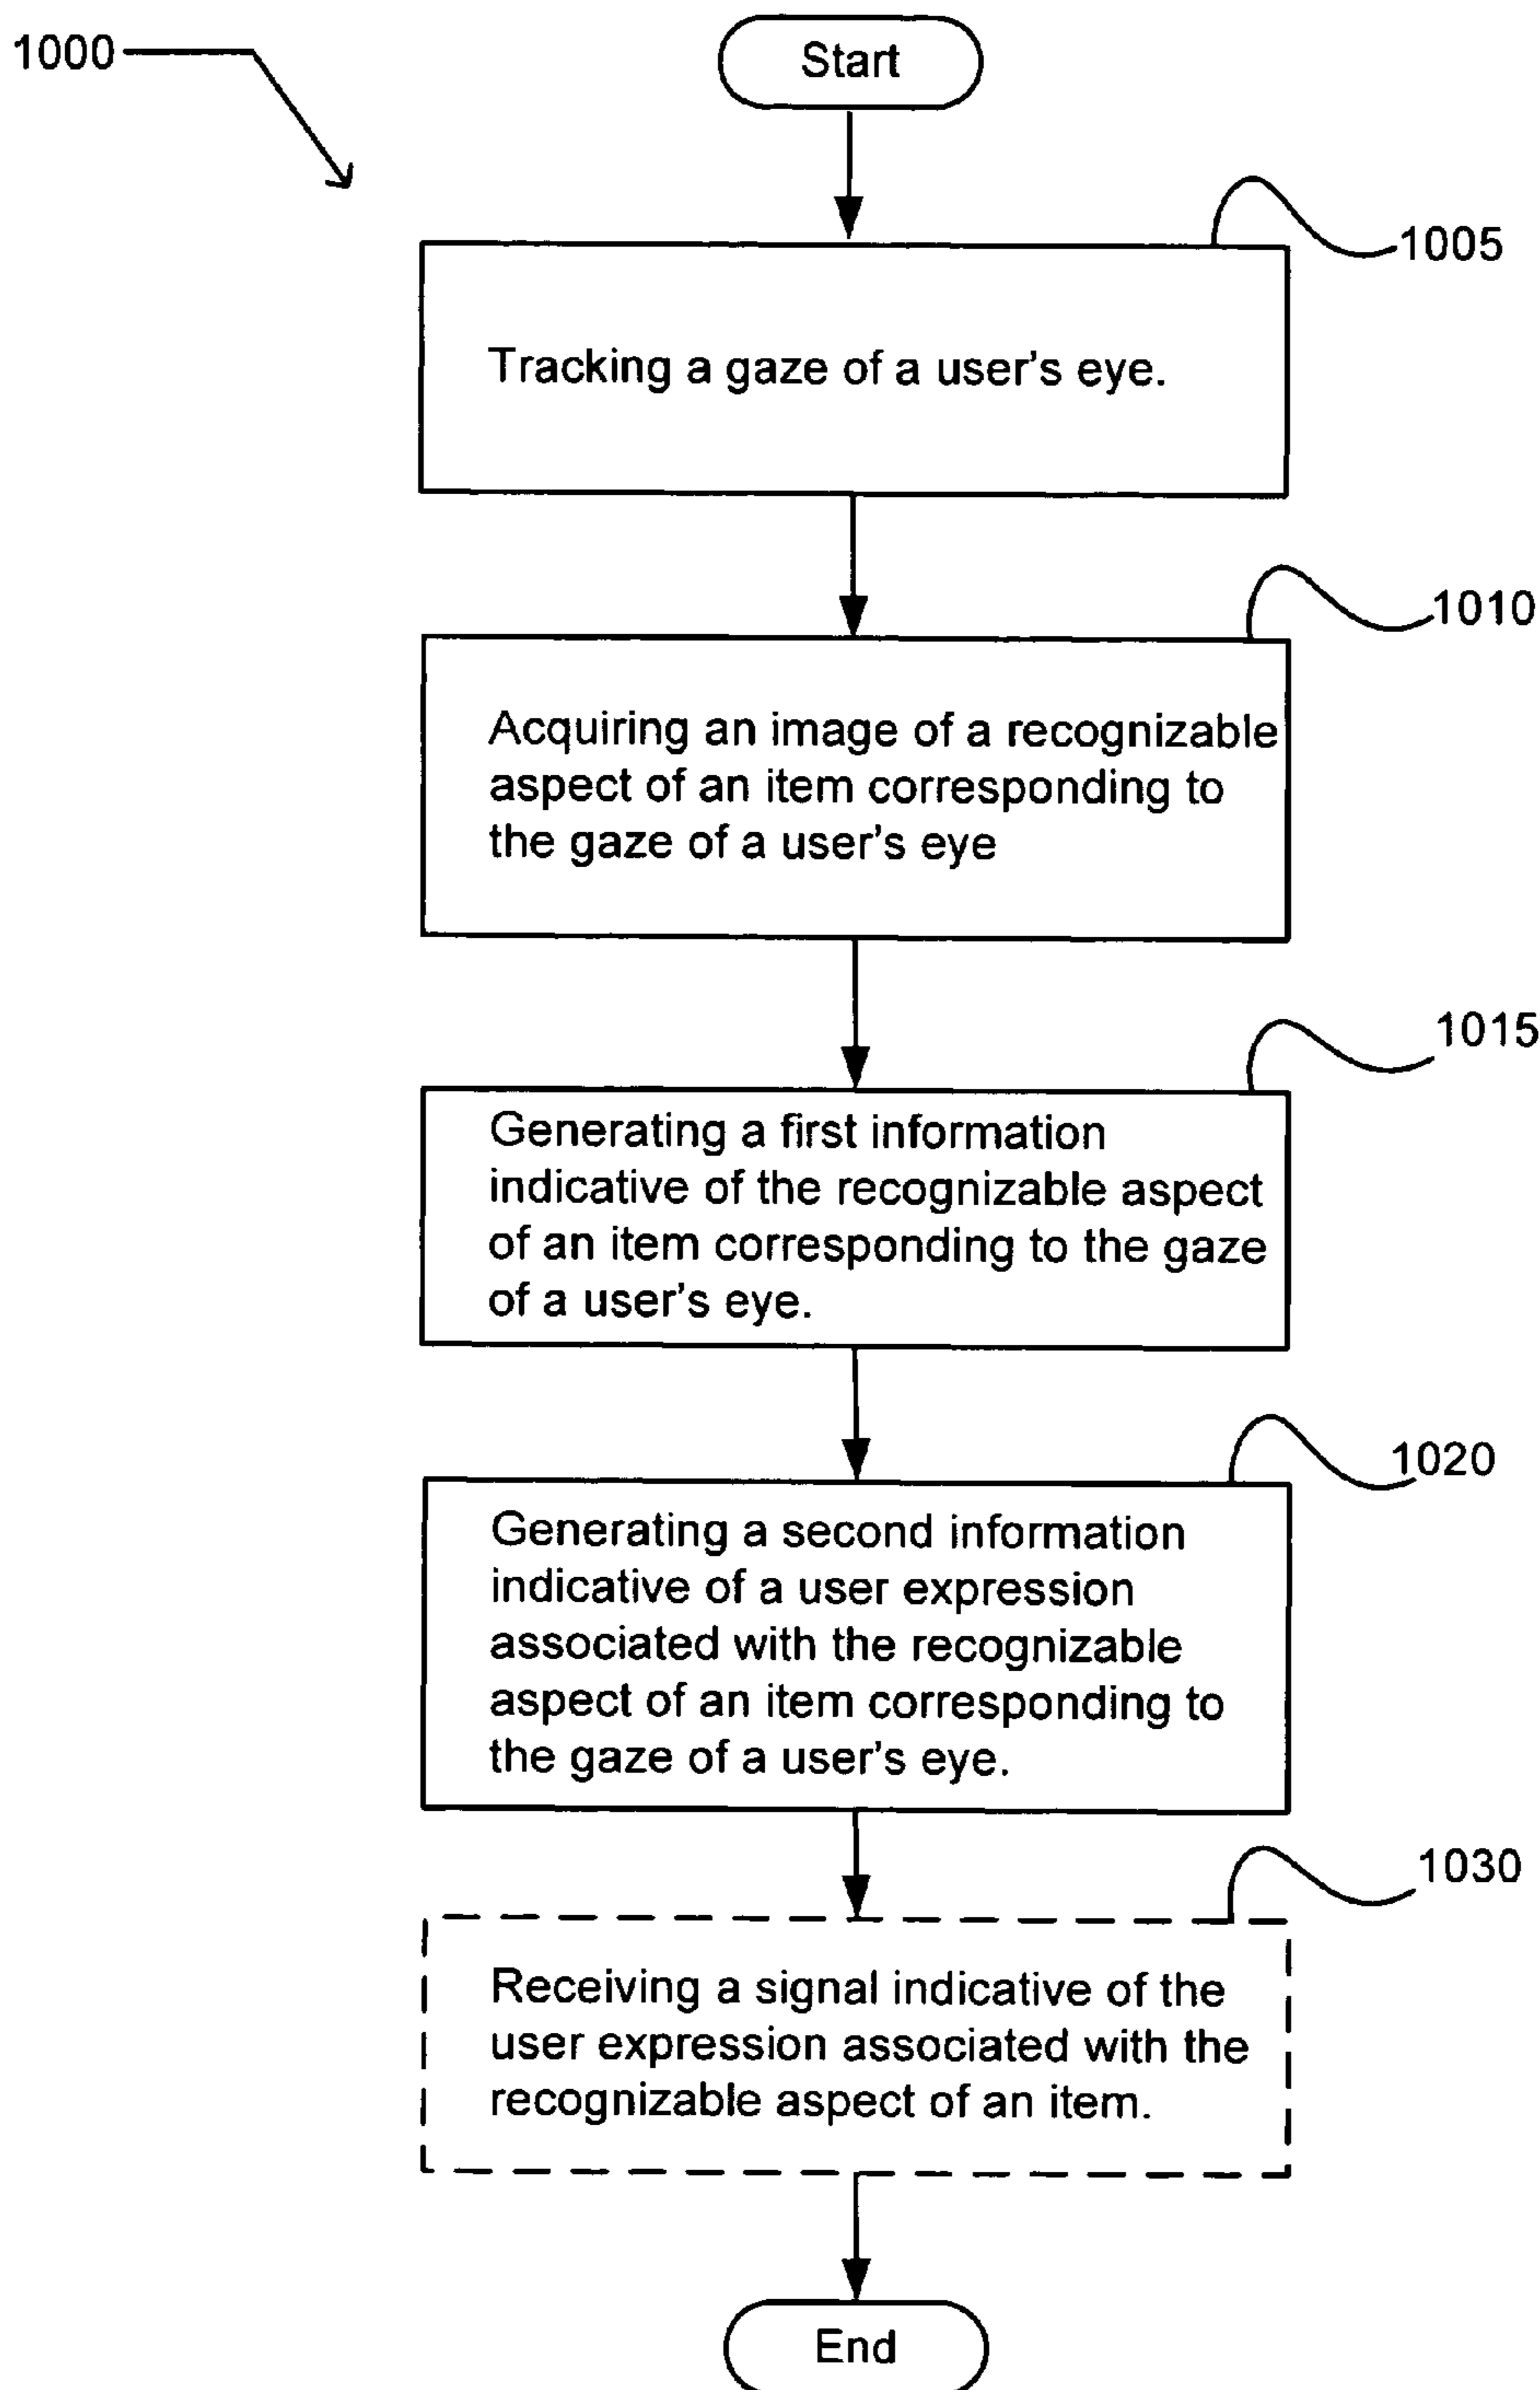 1000
Start
1005
Tracking a gaze of a user's eye.
1010
Acquiring an image of a recognizable
aspect of an item corresponding to
the gaze of a user's eye
1015
Generating a first information
indicative of the recognizable aspect
of an item corresponding to the gaze
of a user's eye.
1020
Generating a second information
indicative of a user expression
associated with the recognizable
aspect of an item corresponding to
the gaze of a user's eye.
1030
Receiving a signal indicative of the
user expression associated with the
recognizable aspect of an item.
End